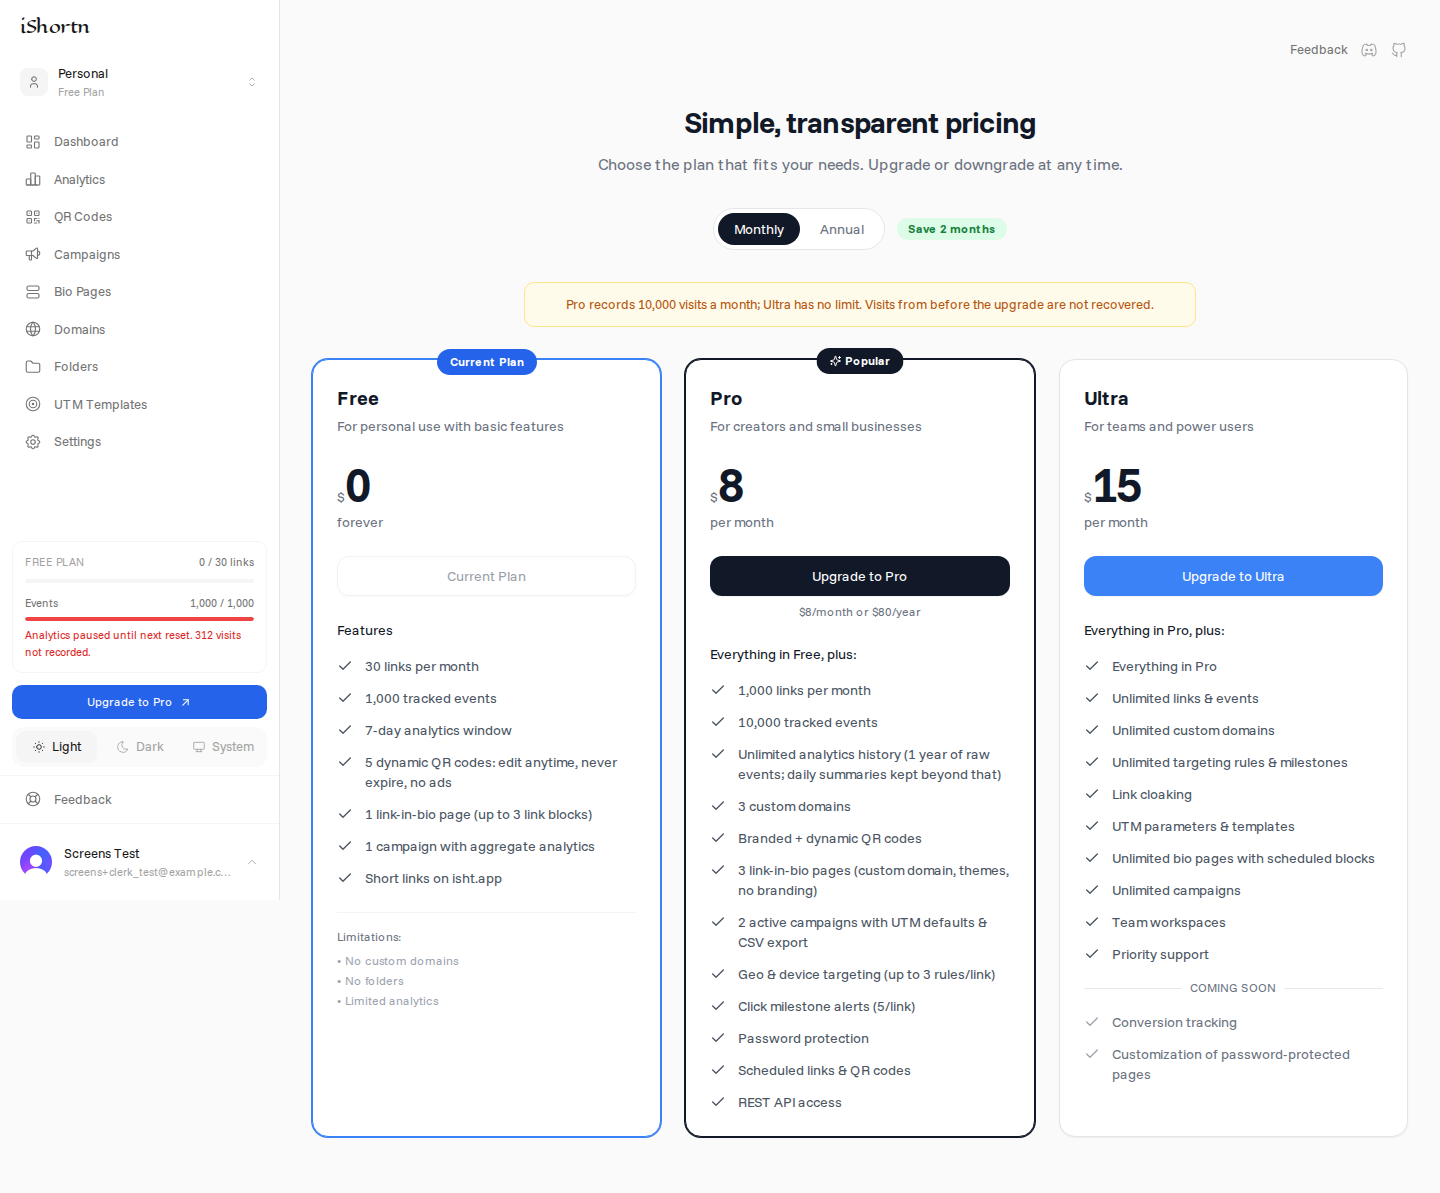 iShortn
Personal
Free Plan
Dashboard
Analytics
QR Codes
Campaigns
Bio Pages
Domains
Folders
UTM Templates
Settings
FREE PLAN 0 / 30 links
Events 1,000 / 1,000
Analytics paused until next reset. 312 visits
not recorded.
Upgrade to Pro
Light Dark System
Feedback
Screens Test
screens+clerk_test@example.c...
Feedback
Simple, transparent pricing
Choose the plan that fits your needs. Upgrade or downgrade at any time.
Monthly Annual Save 2 months
Pro records 10,000 visits a month; Ultra has no limit. Visits from before the upgrade are not recovered.
Current Plan
Free
For personal use with basic features
$0
forever
Current Plan
Features
30 links per month
1,000 tracked events
7-day analytics window
5 dynamic QR codes: edit anytime, never
expire, no ads
1 link-in-bio page (up to 3 link blocks)
1 campaign with aggregate analytics
Short links on isht.app
Limitations:
• No custom domains
• No folders
• Limited analytics
Popular
Pro
For creators and small businesses
$8
per month
Upgrade to Pro
$8/month or $80/year
Everything in Free, plus:
1,000 links per month
10,000 tracked events
Unlimited analytics history (1 year of raw
events; daily summaries kept beyond that)
3 custom domains
Branded + dynamic QR codes
3 link-in-bio pages (custom domain, themes,
no branding)
2 active campaigns with UTM defaults &
CSV export
Geo & device targeting (up to 3 rules/link)
Click milestone alerts (5/link)
Password protection
Scheduled links & QR codes
REST API access
Ultra
For teams and power users
$15
per month
Upgrade to Ultra
Everything in Pro, plus:
Everything in Pro
Unlimited links & events
Unlimited custom domains
Unlimited targeting rules & milestones
Link cloaking
UTM parameters & templates
Unlimited bio pages with scheduled blocks
Unlimited campaigns
Team workspaces
Priority support
COMING SOON
Conversion tracking
Customization of password-protected
pages